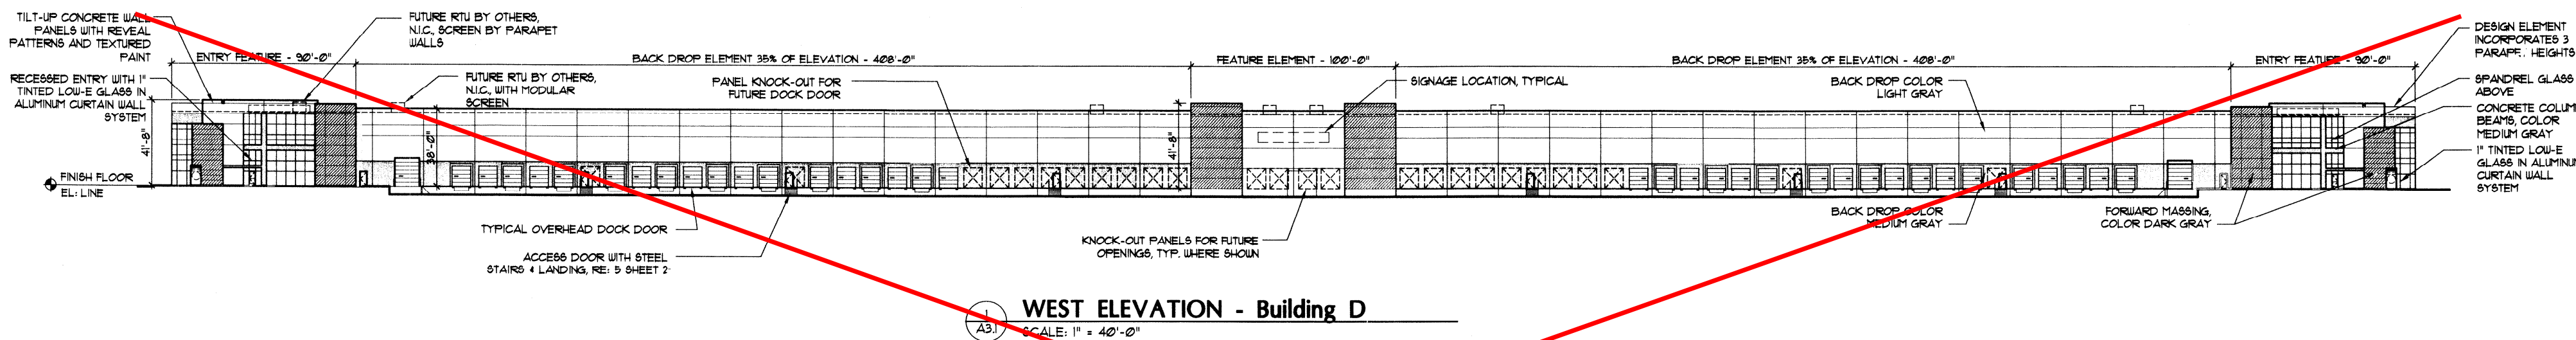 TILT-UP CONCRETE WALL
PANELS WITH REVEAL
PATTERNS AND TEXTURED
PAINT
FUTURE RTU BY OTHERS,
N.I.C., SCREEN BY PARAPET
WALLS
ENTRY FEATURE - 90'-0"
BACK DROP ELEMENT 35% OF ELEVATION - 408'-0"
FEATURE ELEMENT - 100'-0"
BACK DROP ELEMENT 35% OF ELEVATION - 408'-0"
ENTRY FEATURE - 90'-0"
DESIGN ELEMENT
INCORPORATES 3
HEIGHTS
RECESSED ENTRY WITH 1"
TINTED LOW-E GLASS IN
ALUMINUM CURTAIN WALL
SYSTEM
FUTURE RTU BY OTHERS,
N.I.C., WITH MODULAR
SCREEN
PANEL KNOCK-OUT FOR
FUTURE DOCK DOOR
SIGNAGE LOCATION, TYPICAL
BACK DROP COLOR
LIGHT GRAY
SPANDREL GLASS
ABOVE
CONCRETE COLUM
BEAMS, COLOR
MEDIUM GRAY
1" TINTED LOW-E
GLASS IN ALUMINUM
CURTAIN WALL
SYSTEM
41'-8"
38'-0"
41'-8"
FINISH FLOOR
EL: LINE
TYPICAL OVERHEAD DOCK DOOR
ACCESS DOOR WITH STEEL
STAIRS & LANDING, RE: 5 SHEET 2
KNOCK-OUT PANELS FOR FUTURE
OPENINGS, TYP. WHERE SHOWN
BACK DROP COLOR
MEDIUM GRAY
FORWARD MASSING,
COLOR DARK GRAY
1
A3.1
WEST ELEVATION - Building D
SCALE: 1" = 40'-0"